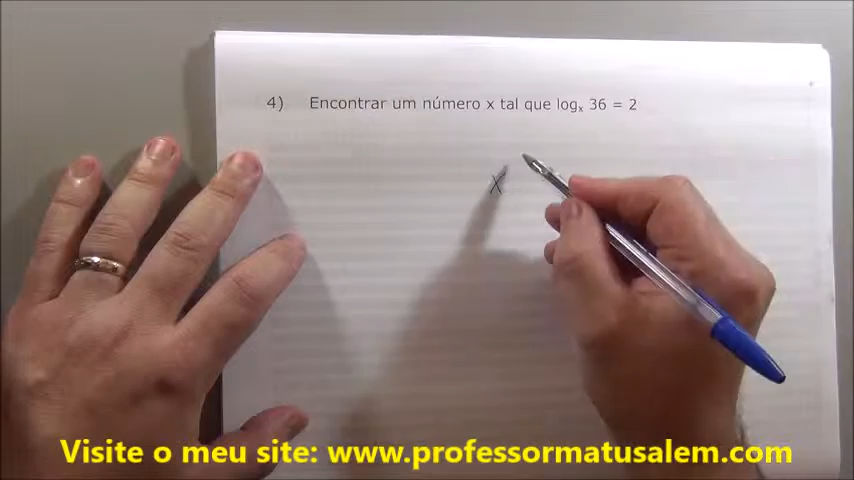 4) Encontrar um número x tal que logₓ 36 = 2
x
Visite o meu site: www.professormatusalem.com